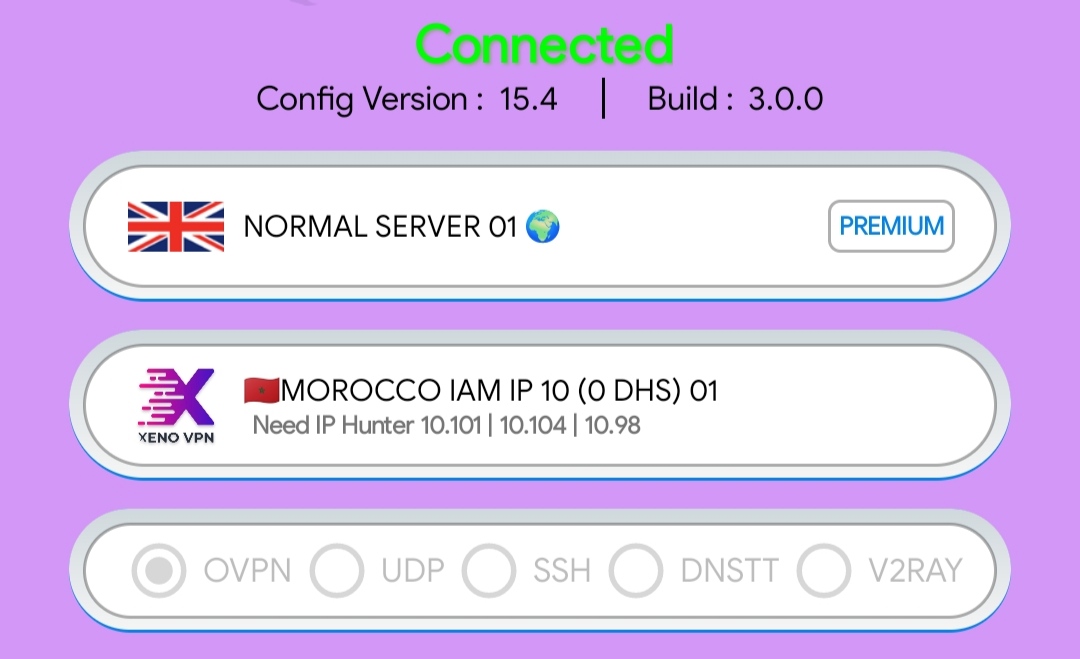 Connected
Config Version : 15.4 | Build : 3.0.0
NORMAL SERVER 01 🌍 PREMIUM
XENO VPN
🇲🇦MOROCCO IAM IP 10 (0 DHS) 01
Need IP Hunter 10.101 | 10.104 | 10.98
OVPN UDP SSH DNSTT V2RAY